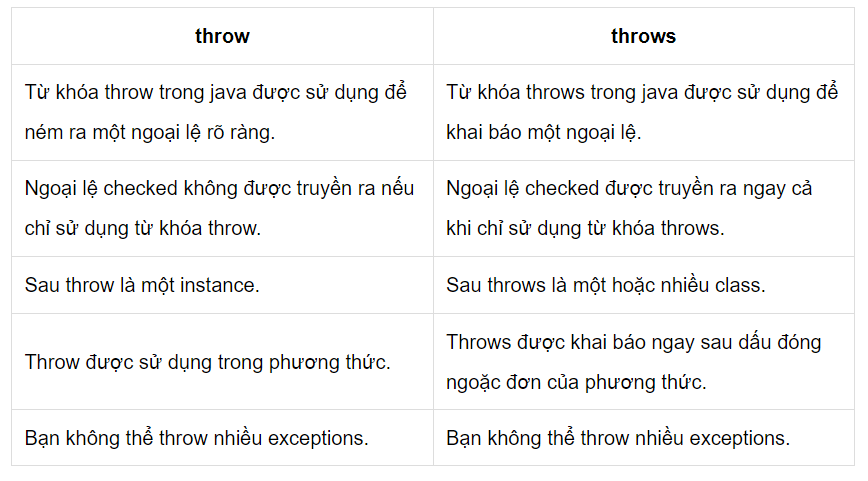 throw
throws
Từ khóa throw trong java được sử dụng để
ném ra một ngoại lệ rõ ràng.
Từ khóa throws trong java được sử dụng để
khai báo một ngoại lệ.
Ngoại lệ checked không được truyền ra nếu
chỉ sử dụng từ khóa throw.
Ngoại lệ checked được truyền ra ngay cả
khi chỉ sử dụng từ khóa throws.
Sau throw là một instance.
Sau throws là một hoặc nhiều class.
Throw được sử dụng trong phương thức.
Throws được khai báo ngay sau dấu đóng
ngoặc đơn của phương thức.
Bạn không thể throw nhiều exceptions.
Bạn không thể throw nhiều exceptions.